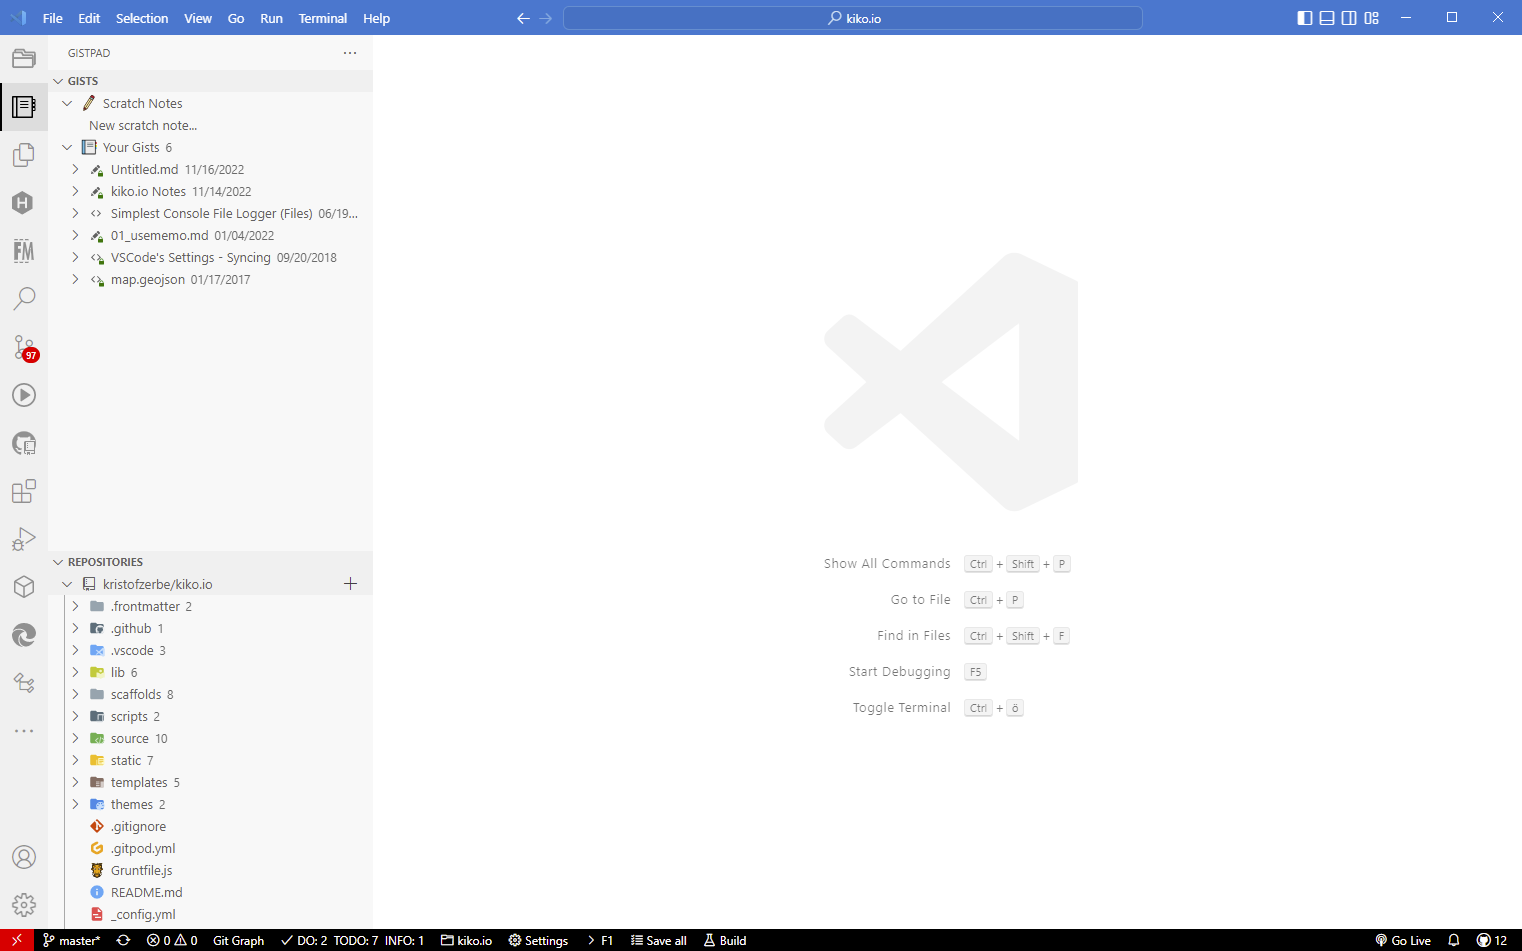 File Edit Selection View Go Run Terminal Help
kiko.io
GISTPAD
GISTS
Scratch Notes
New scratch note...
Your Gists 6
Untitled.md 11/16/2022
kiko.io Notes 11/14/2022
Simplest Console File Logger (Files) 06/19...
01_usememo.md 01/04/2022
VSCode's Settings - Syncing 09/20/2018
map.geojson 01/17/2017
H
FM
97
Show All Commands Ctrl + Shift + P
Go to File Ctrl + P
Find in Files Ctrl + Shift + F
Start Debugging F5
Toggle Terminal Ctrl + ö
REPOSITORIES
kristofzerbe/kiko.io
.frontmatter 2
.github 1
.vscode 3
lib 6
scaffolds 8
scripts 2
source 10
static 7
templates 5
themes 2
.gitignore
.gitpod.yml
Gruntfile.js
README.md
_config.yml
master* 0 0 Git Graph DO: 2 TODO: 7 INFO: 1 kiko.io Settings F1 Save all Build Go Live 12